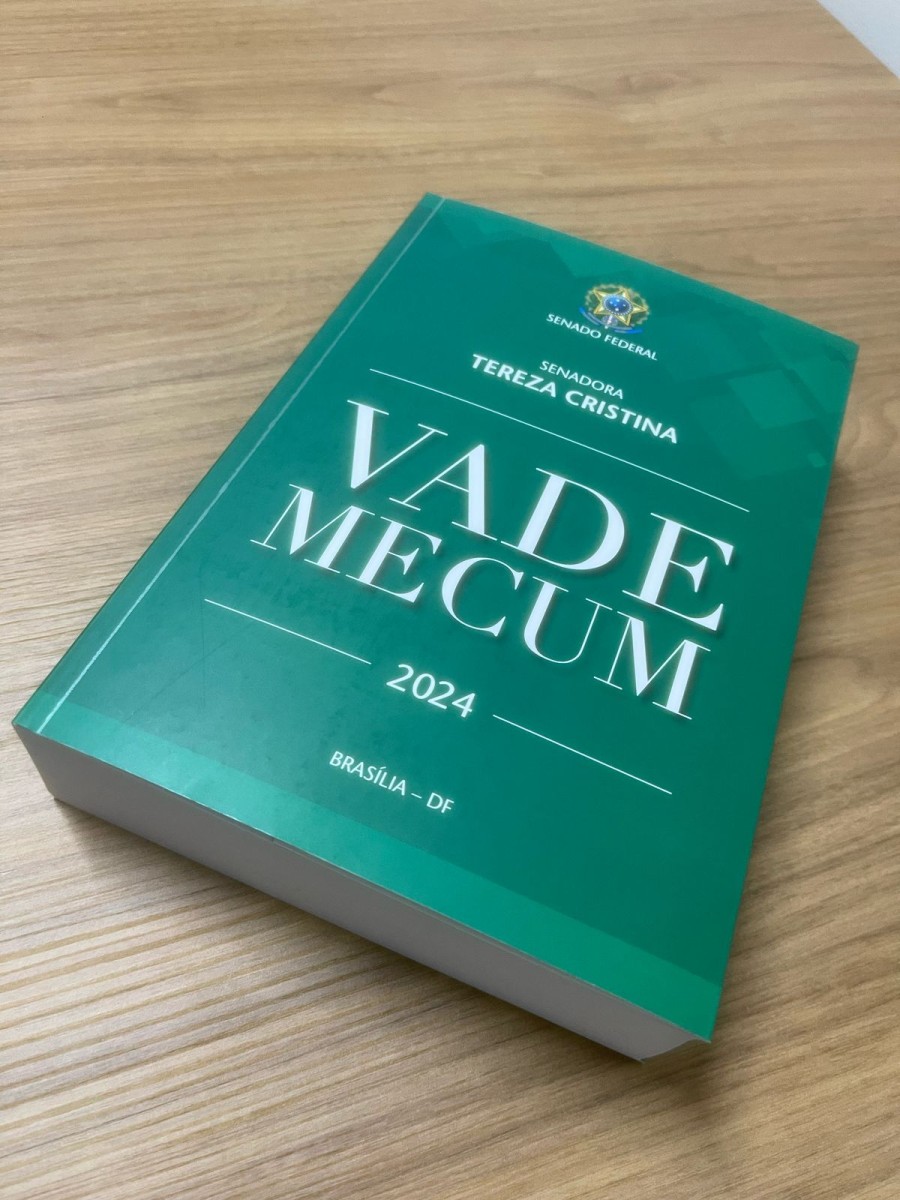 SENADO FEDERAL
SENADORA
TEREZA CRISTINA
VADE
MECUM
2024
BRASÍLIA – DF